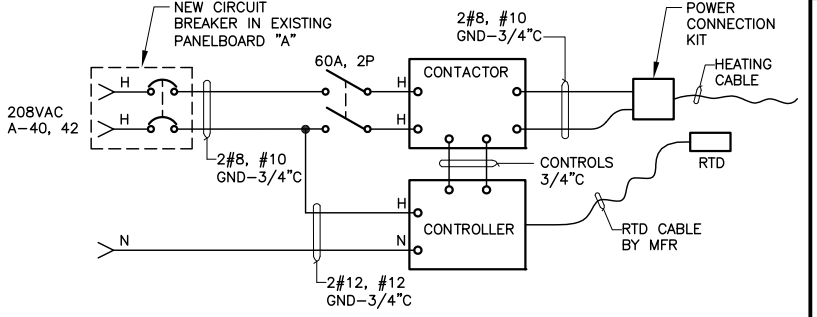 NEW CIRCUIT
BREAKER IN EXISTING
PANELBOARD "A"
2#8, #10
GND-3/4"C
POWER
CONNECTION
KIT
60A, 2P
HEATING
CABLE
H
H
CONTACTOR
208VAC
A-40, 42
H
H
2#8, #10
GND-3/4"C
CONTROLS
3/4"C
RTD
H
CONTROLLER
RTD CABLE
BY MFR
N
N
2#12, #12
GND-3/4"C